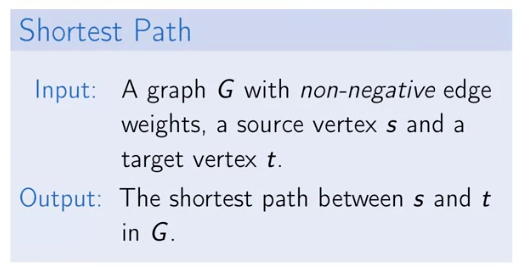 Shortest Path
Input: A graph G with non-negative edge
weights, a source vertex s and a
target vertex t.
Output: The shortest path between s and t
in G.